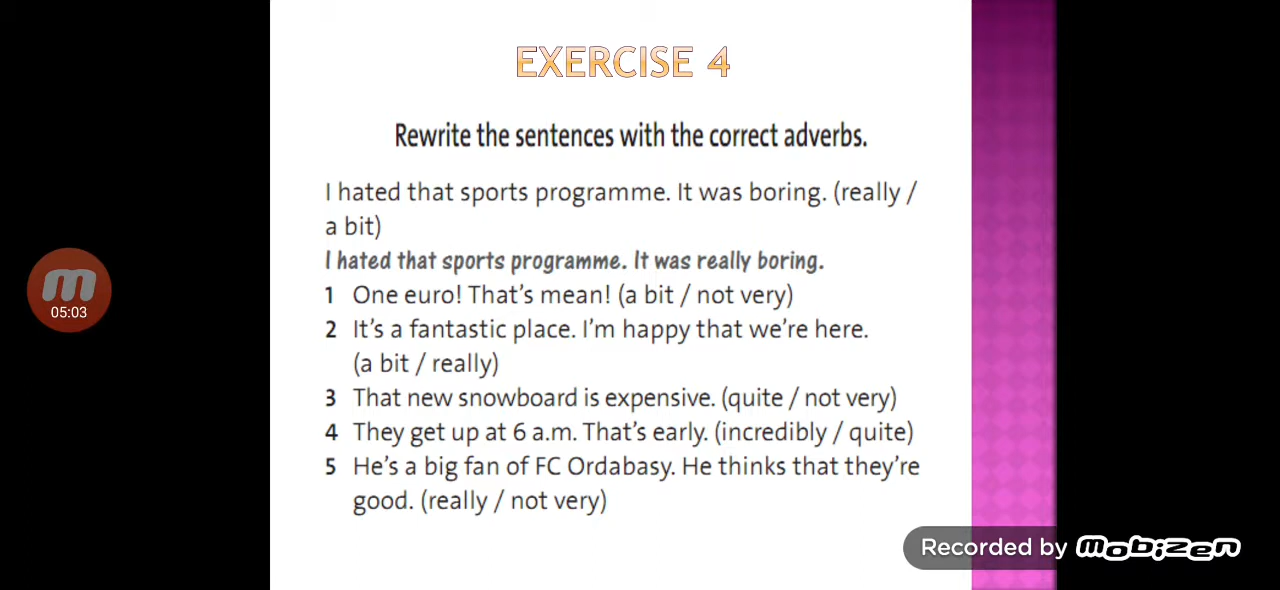 EXERCISE 4
Rewrite the sentences with the correct adverbs.
I hated that sports programme. It was boring. (really /
a bit)
I hated that sports programme. It was really boring.
1 One euro! That's mean! (a bit / not very)
2 It's a fantastic place. I'm happy that we're here.
(a bit / really)
3 That new snowboard is expensive. (quite / not very)
4 They get up at 6 a.m. That's early. (incredibly / quite)
5 He's a big fan of FC Ordabasy. He thinks that they're
good. (really / not very)
m
05:03
Recorded by mobizen